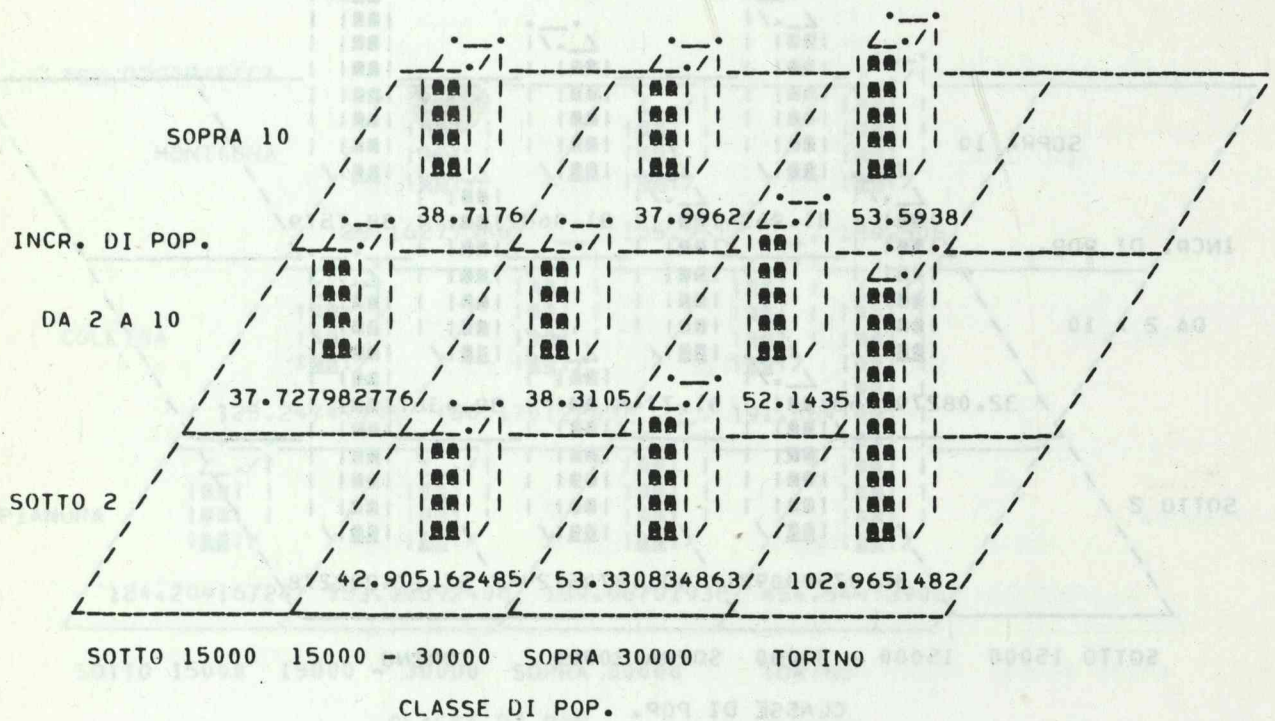 SOPRA 10
38.7176/ 37.9962/ 53.5938/
INCR. DI POP.
DA 2 A 10
37.727982776/ 38.3105/ 52.1435
SOTTO 2
42.905162485/ 53.330834863/ 102.9651482/
SOTTO 15000 15000 - 30000 SOPRA 30000 TORINO
CLASSE DI POP.